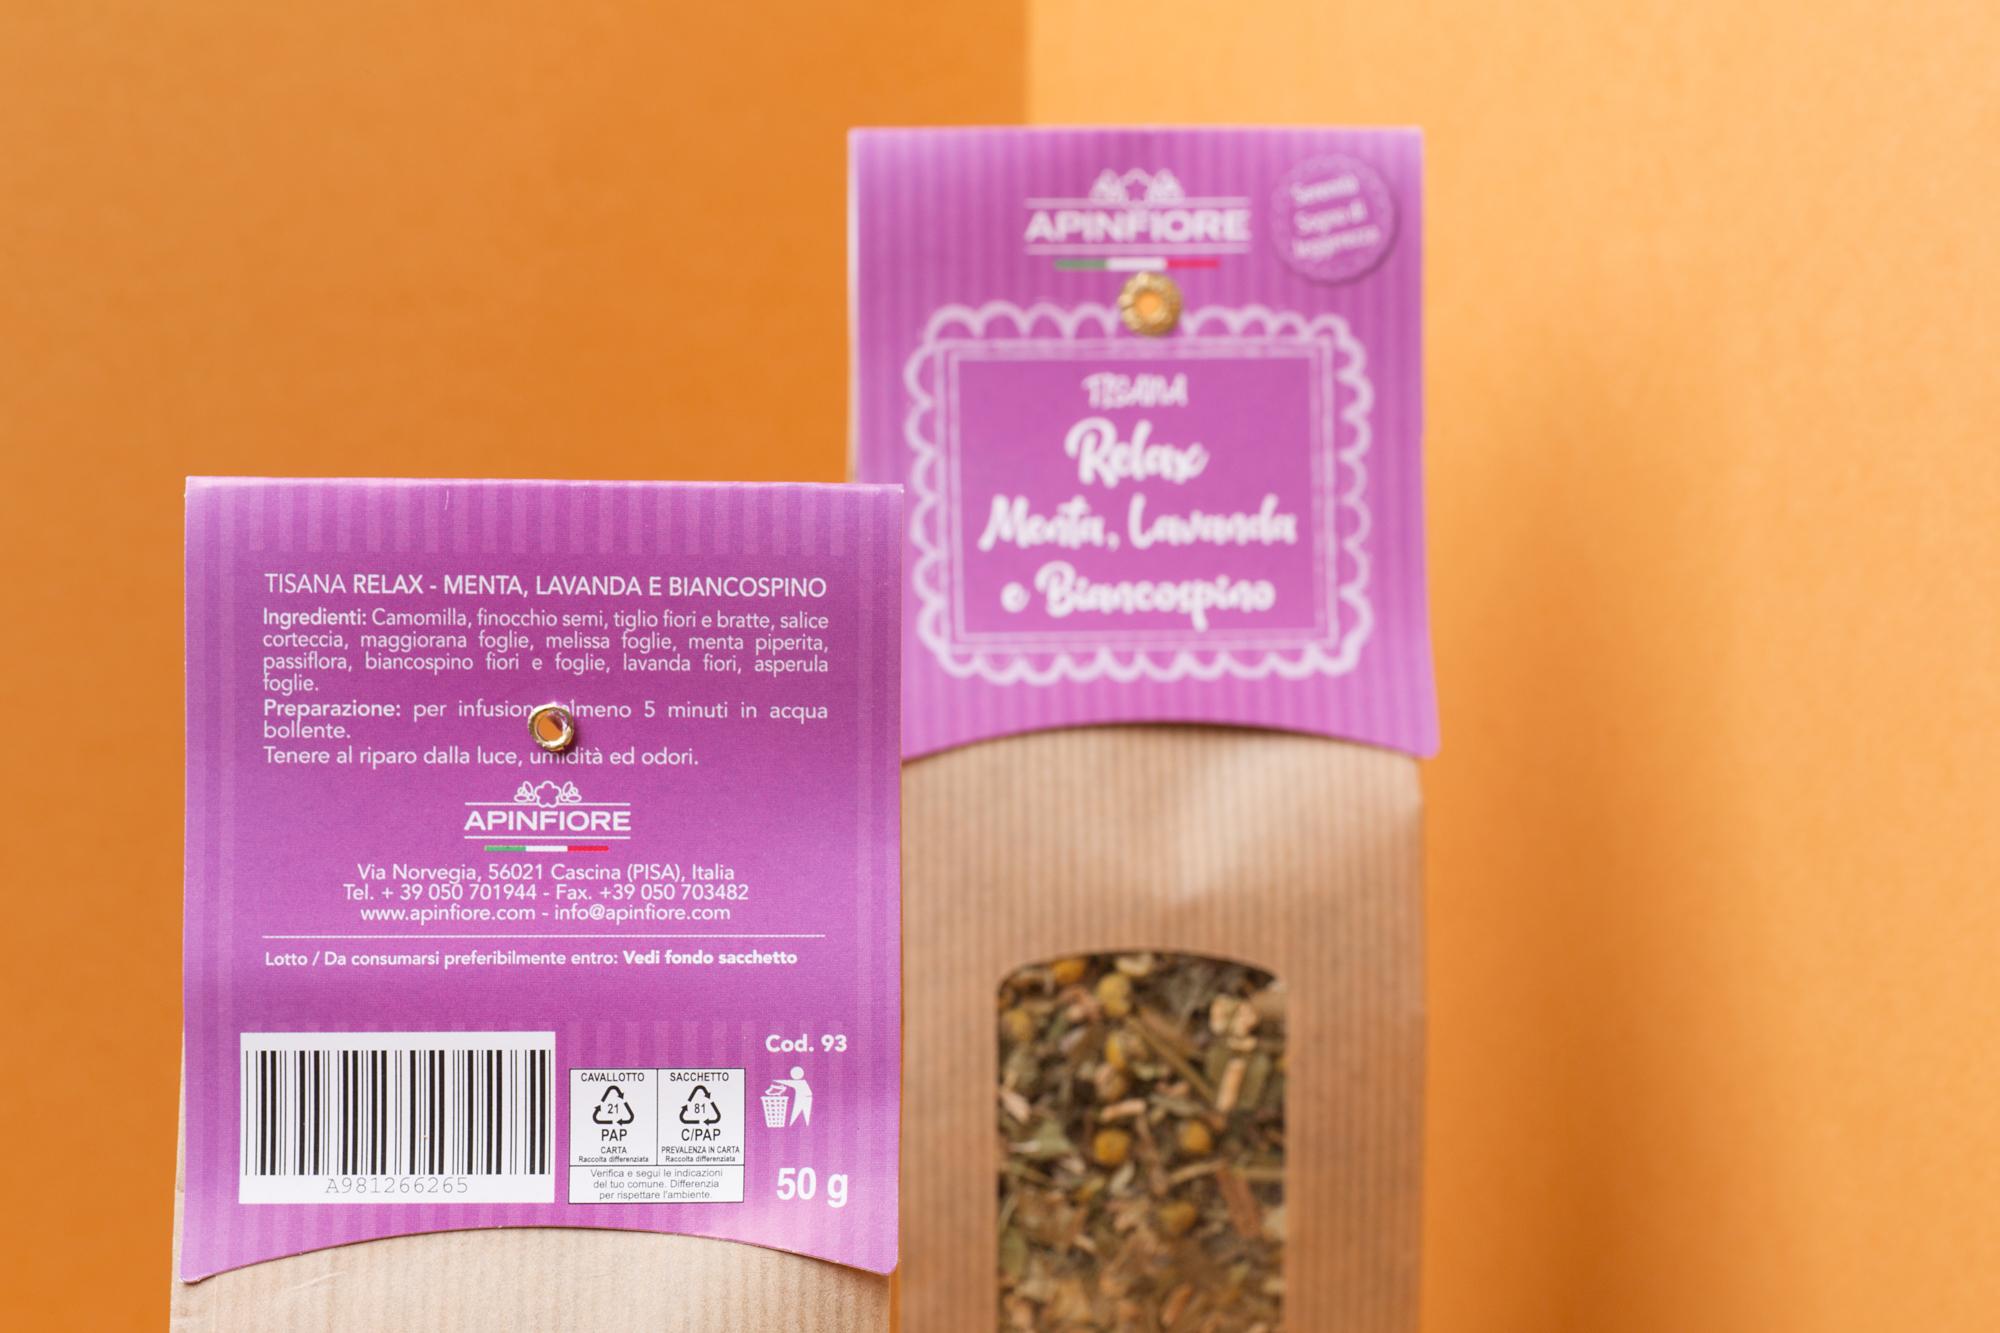 TISANA RELAX - MENTA, LAVANDA E BIANCOSPINO
Ingredienti: Camomilla, finocchio semi, tiglio fiori e bratte, salice
corteccia, maggiorana foglie, melissa foglie, menta piperita,
passiflora, biancospino fiori e foglie, lavanda fiori, asperula
foglie.
Preparazione: per infusion almeno 5 minuti in acqua
bollente.
Tenere al riparo dalla luce, umidità ed odori.
APINFIORE
Via Norvegia, 56021 Cascina (PISA), Italia
Tel. + 39 050 701944 - Fax. +39 050 703482
www.apinfiore.com - info@apinfiore.com
Lotto / Da consumarsi preferibilmente entro: Vedi fondo sacchetto
A981266265
CAVALLOTTO
21
PAP
CARTA
Raccolta differenziata
SACCHETTO
81
C/PAP
PREVALENZA IN CARTA
Raccolta differenziata
Verifica e segui le indicazioni
del tuo comune. Differenzia
per rispettare l'ambiente.
Cod. 93
50 g
APINFIORE
Serenità
Sogno di
leggerezza
TISANA
Relax
Menta, Lavanda
e Biancospino